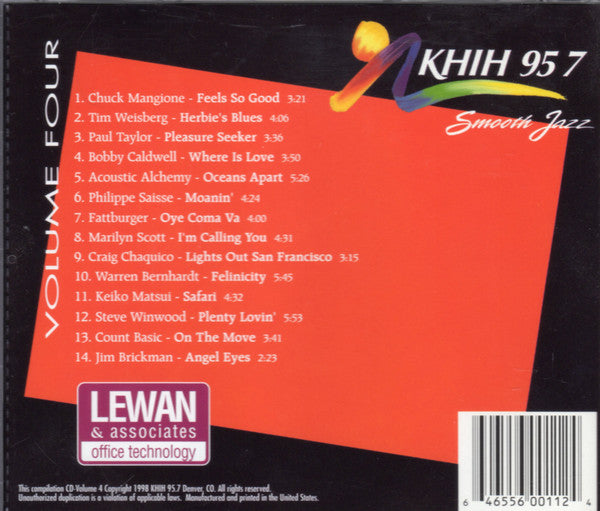 KHIH 95 7
Smooth Jazz
VOLUME FOUR
1. Chuck Mangione - Feels So Good 3:21
2. Tim Weisberg - Herbie's Blues 4:06
3. Paul Taylor - Pleasure Seeker 3:36
4. Bobby Caldwell - Where Is Love 3:50
5. Acoustic Alchemy - Oceans Apart 5:26
6. Philippe Saisse - Moanin' 4:24
7. Fattburger - Oye Coma Va 4:00
8. Marilyn Scott - I'm Calling You 4:31
9. Craig Chaquico - Lights Out San Francisco 3:15
10. Warren Bernhardt - Felinicity 5:45
11. Keiko Matsui - Safari 4:32
12. Steve Winwood - Plenty Lovin' 5:53
13. Count Basic - On The Move 3:41
14. Jim Brickman - Angel Eyes 2:23
LEWAN
& associates
office technology
This compilation CD-Volume 4 Copyright 1998 KHIH 95.7 Denver, CO. All rights reserved.
Unauthorized duplication is a violation of applicable laws. Manufactured and printed in the United States.
6 46556 00112 4